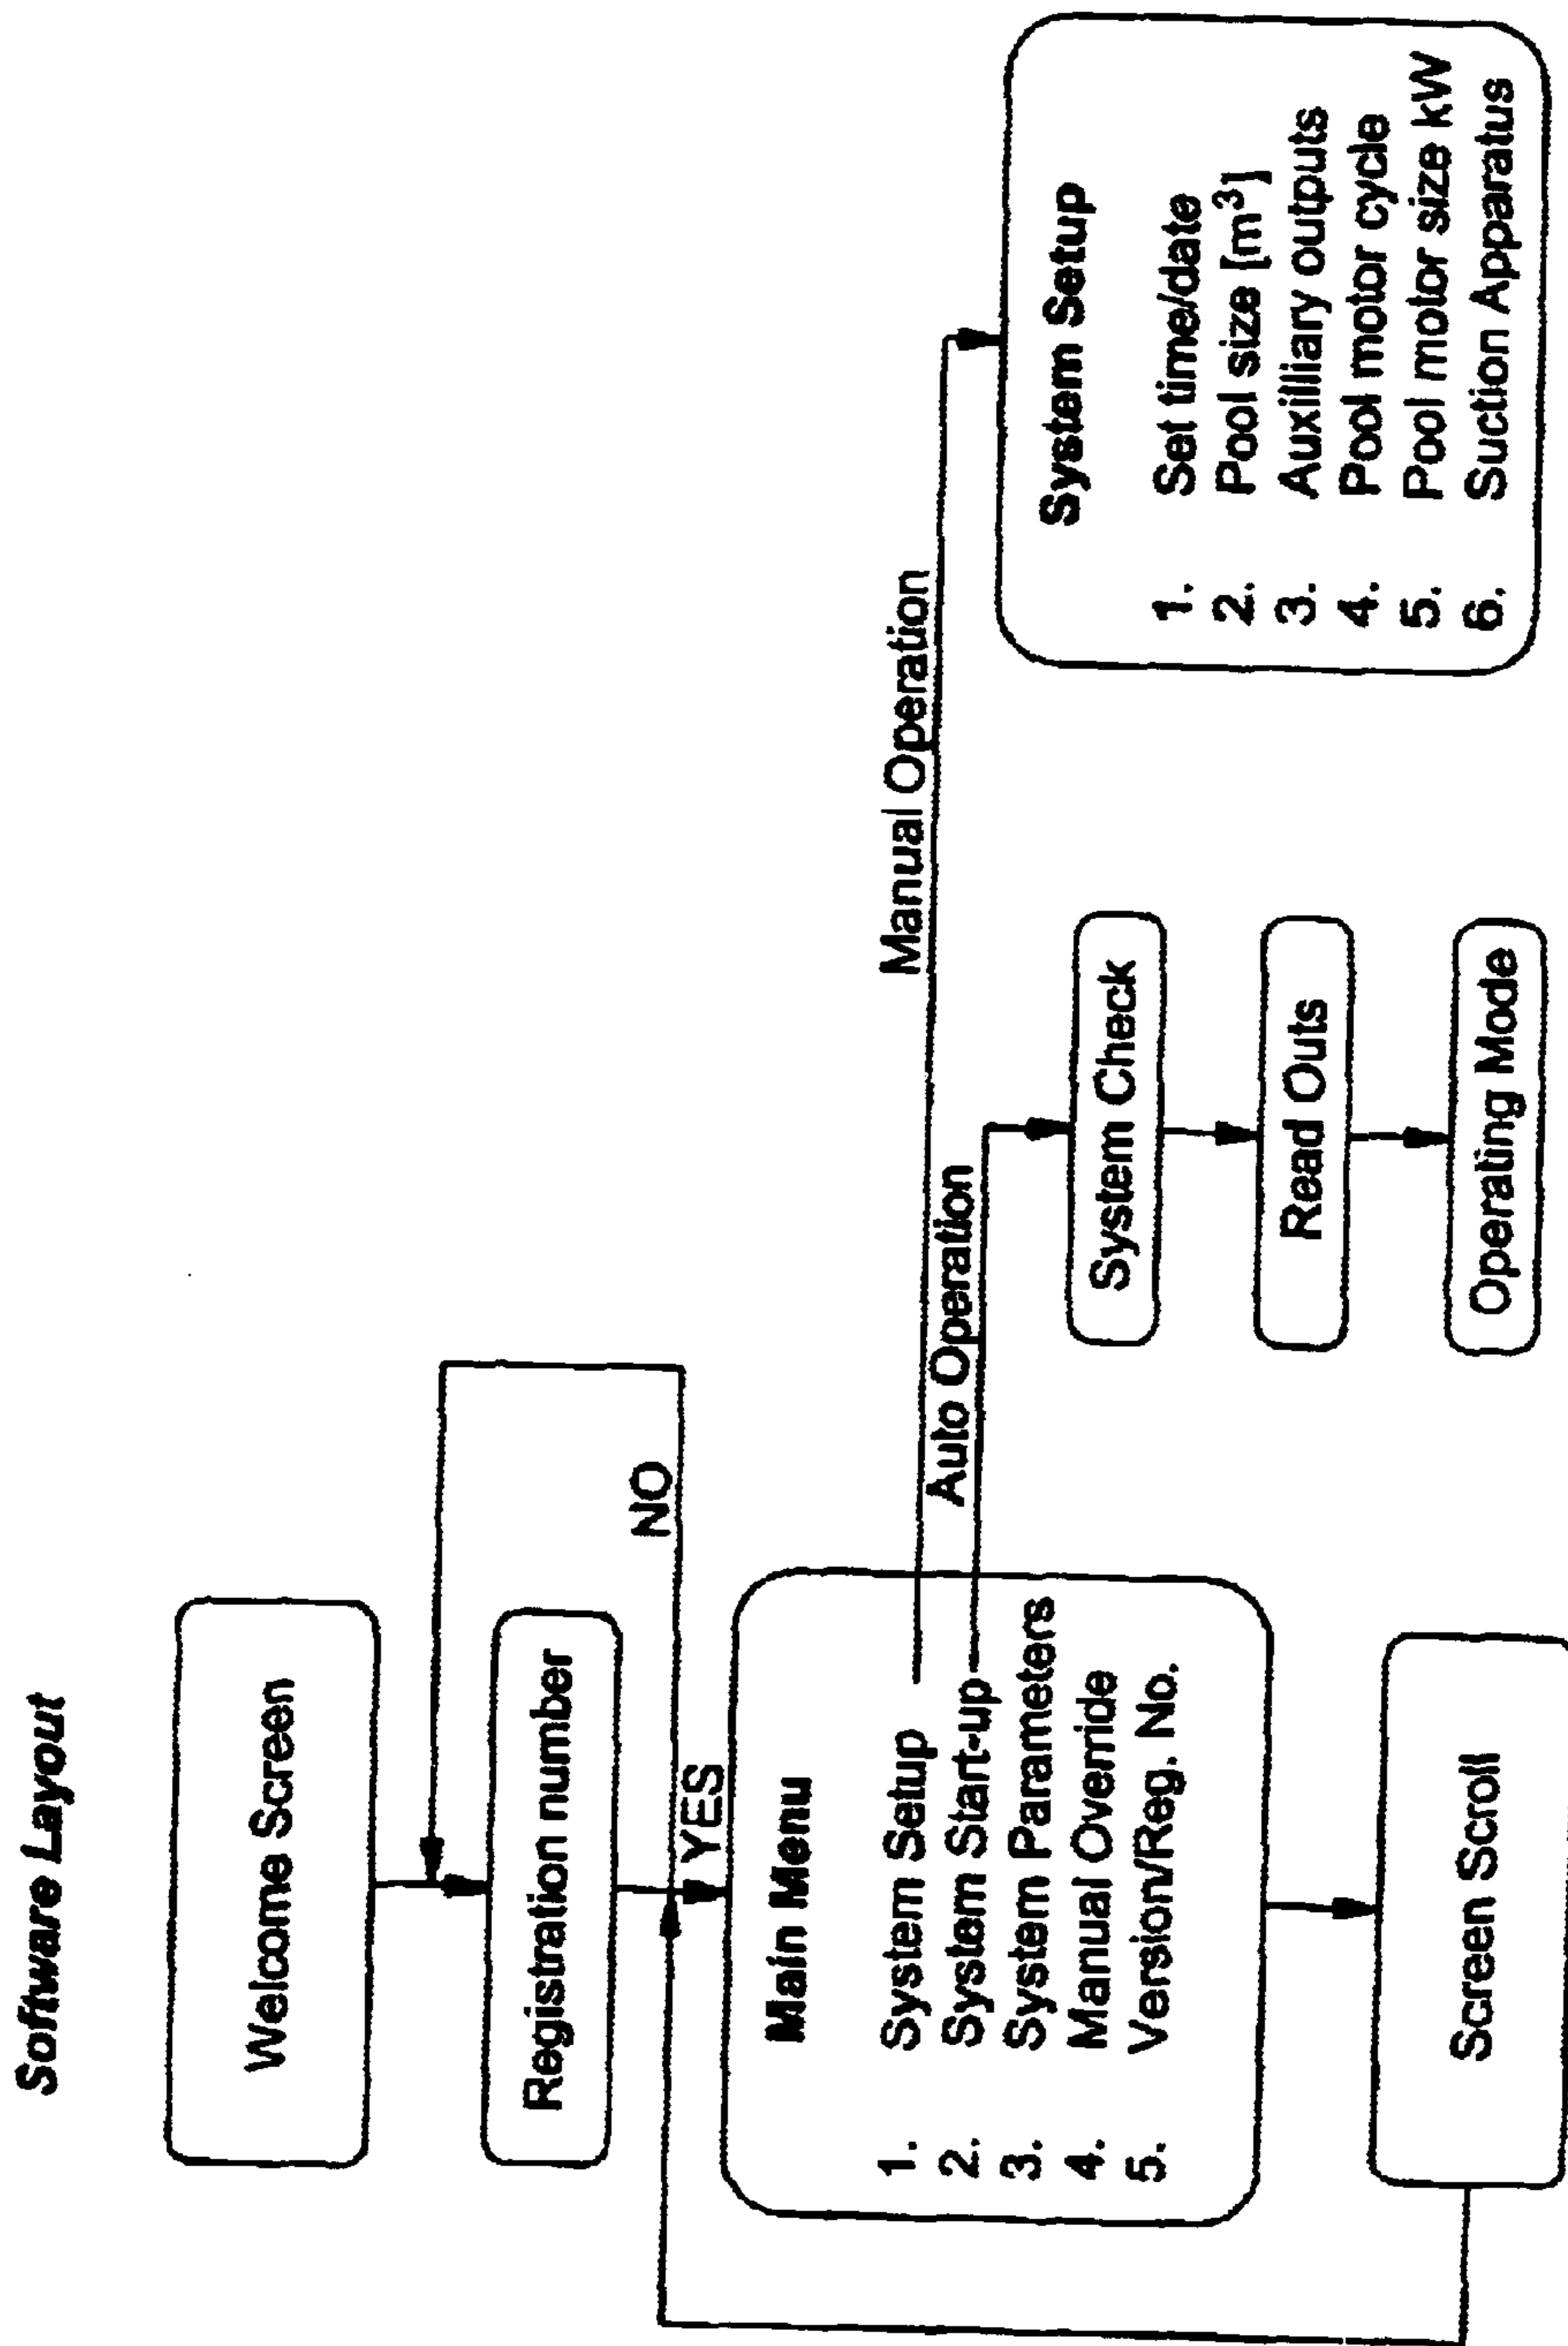 Software Layout
Welcome Screen
Registration number
NO
YES
Main Menu
1. System Setup
2. System Start-up
3. System Parameters
4. Manual Override
5. Version/Reg. No.
Screen Scroll
Auto Operation
System Check
Read Outs
Operating Mode
Manual Operation
System Setup
1. Set time/date
2. Pool size [m³]
3. Auxilliary outputs
4. Pool motor cycle
5. Pool motor size kW
6. Suction Apparatus